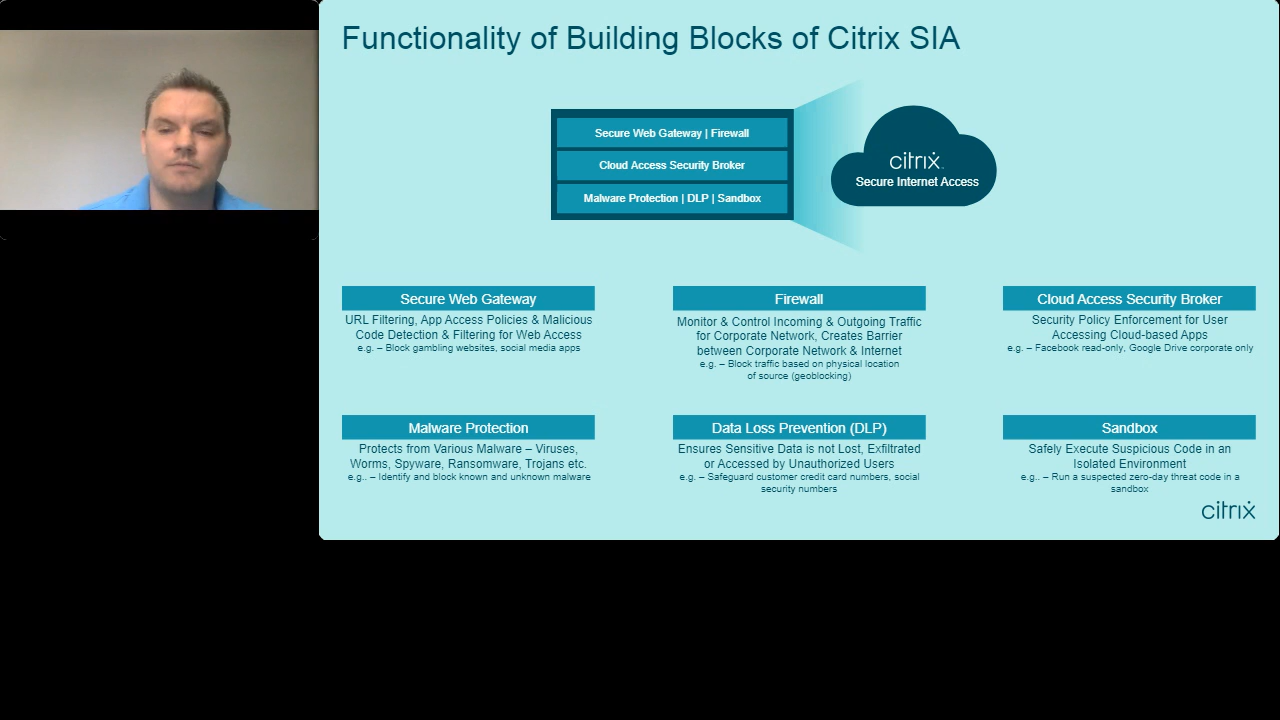 Functionality of Building Blocks of Citrix SIA
Secure Web Gateway | Firewall
Cloud Access Security Broker
Malware Protection | DLP | Sandbox
citrix
Secure Internet Access
Secure Web Gateway
URL Filtering, App Access Policies & Malicious
Code Detection & Filtering for Web Access
e.g. – Block gambling websites, social media apps
Firewall
Monitor & Control Incoming & Outgoing Traffic
for Corporate Network, Creates Barrier
between Corporate Network & Internet
e.g. – Block traffic based on physical location
of source (geoblocking)
Cloud Access Security Broker
Security Policy Enforcement for User
Accessing Cloud-based Apps
e.g. – Facebook read-only, Google Drive corporate only
Malware Protection
Protects from Various Malware – Viruses,
Worms, Spyware, Ransomware, Trojans etc.
e.g.. – Identify and block known and unknown malware
Data Loss Prevention (DLP)
Ensures Sensitive Data is not Lost, Exfiltrated
or Accessed by Unauthorized Users
e.g. – Safeguard customer credit card numbers, social
security numbers
Sandbox
Safely Execute Suspicious Code in an
Isolated Environment
e.g.. – Run a suspected zero-day threat code in a
sandbox
citrix